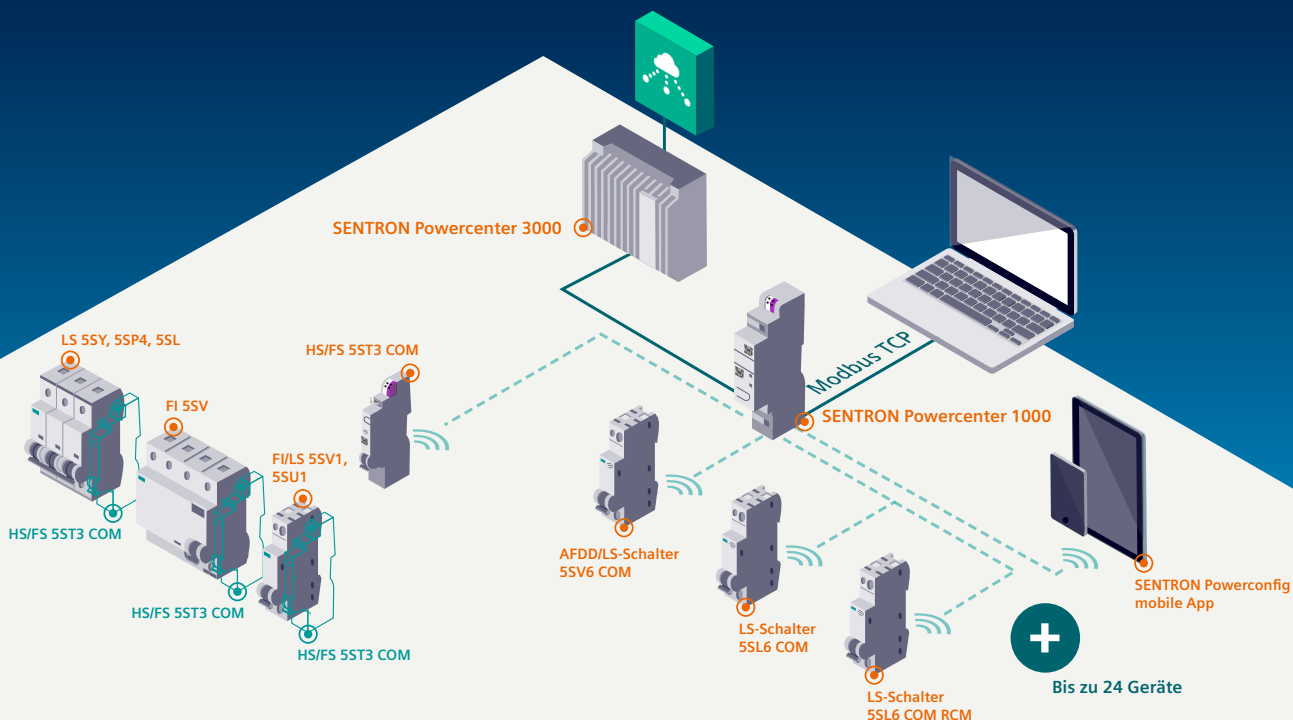 SENTRON Powercenter 3000
LS 5SY, 5SP4, 5SL
HS/FS 5ST3 COM
Modbus TCP
FI 5SV
SENTRON Powercenter 1000
FI/LS 5SV1,
5SU1
HS/FS 5ST3 COM
AFDD/LS-Schalter
5SV6 COM
SENTRON Powerconfig
mobile App
HS/FS 5ST3 COM
LS-Schalter
5SL6 COM
HS/FS 5ST3 COM
Bis zu 24 Geräte
LS-Schalter
5SL6 COM RCM